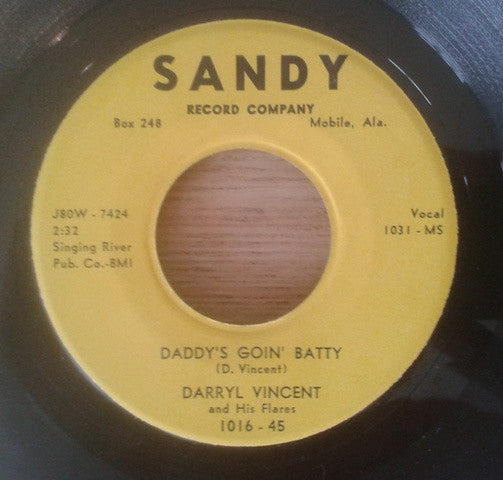 SANDY
RECORD COMPANY
Box 248 Mobile, Ala.
J80W - 7424
2:32
Singing River
Pub. Co.-BMI
Vocal
1031 - MS
DADDY'S GOIN' BATTY
(D. Vincent)
DARRYL VINCENT
and His Flares
1016 - 45